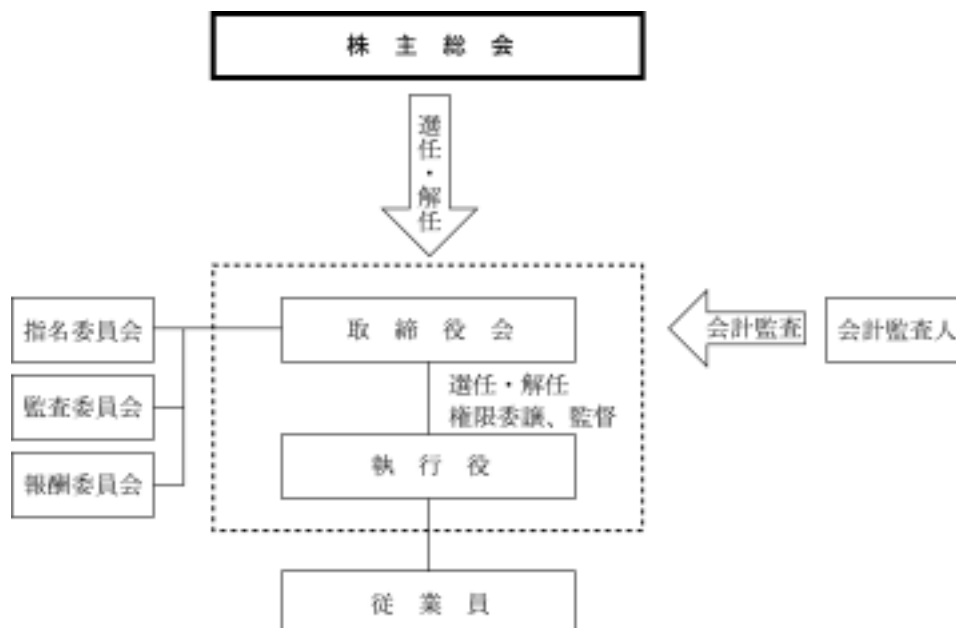 株主総会
選任・解任
指名委員会
取締役会
会計監査
会計監査人
監査委員会
選任・解任
権限委譲、監督
報酬委員会
執行役
従業員